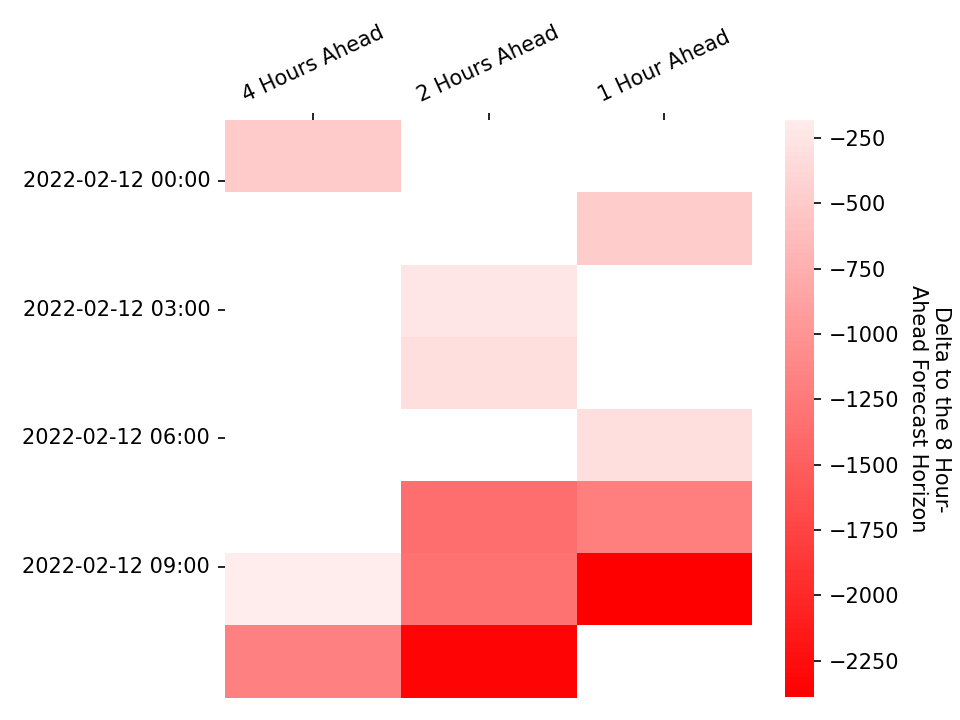 4 Hours Ahead
2 Hours Ahead
1 Hour Ahead
2022-02-12 00:00
2022-02-12 03:00
2022-02-12 06:00
2022-02-12 09:00
−250
−500
−750
−1000
−1250
−1500
−1750
−2000
−2250
Delta to the 8 Hour-
Ahead Forecast Horizon